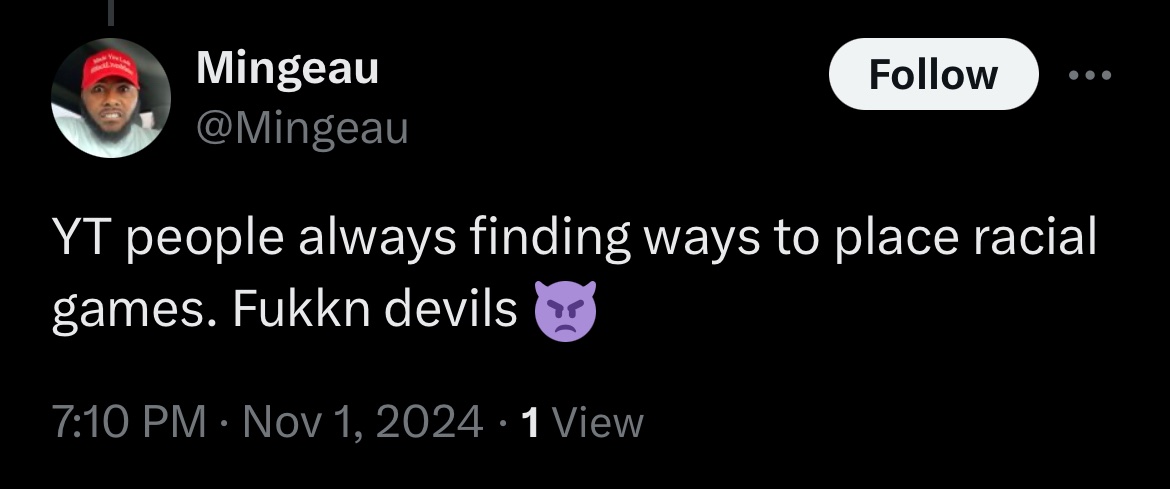 Mingeau
Follow
@Mingeau
YT people always finding ways to place racial
games. Fukkn devils 👿
7:10 PM · Nov 1, 2024 · 1 View